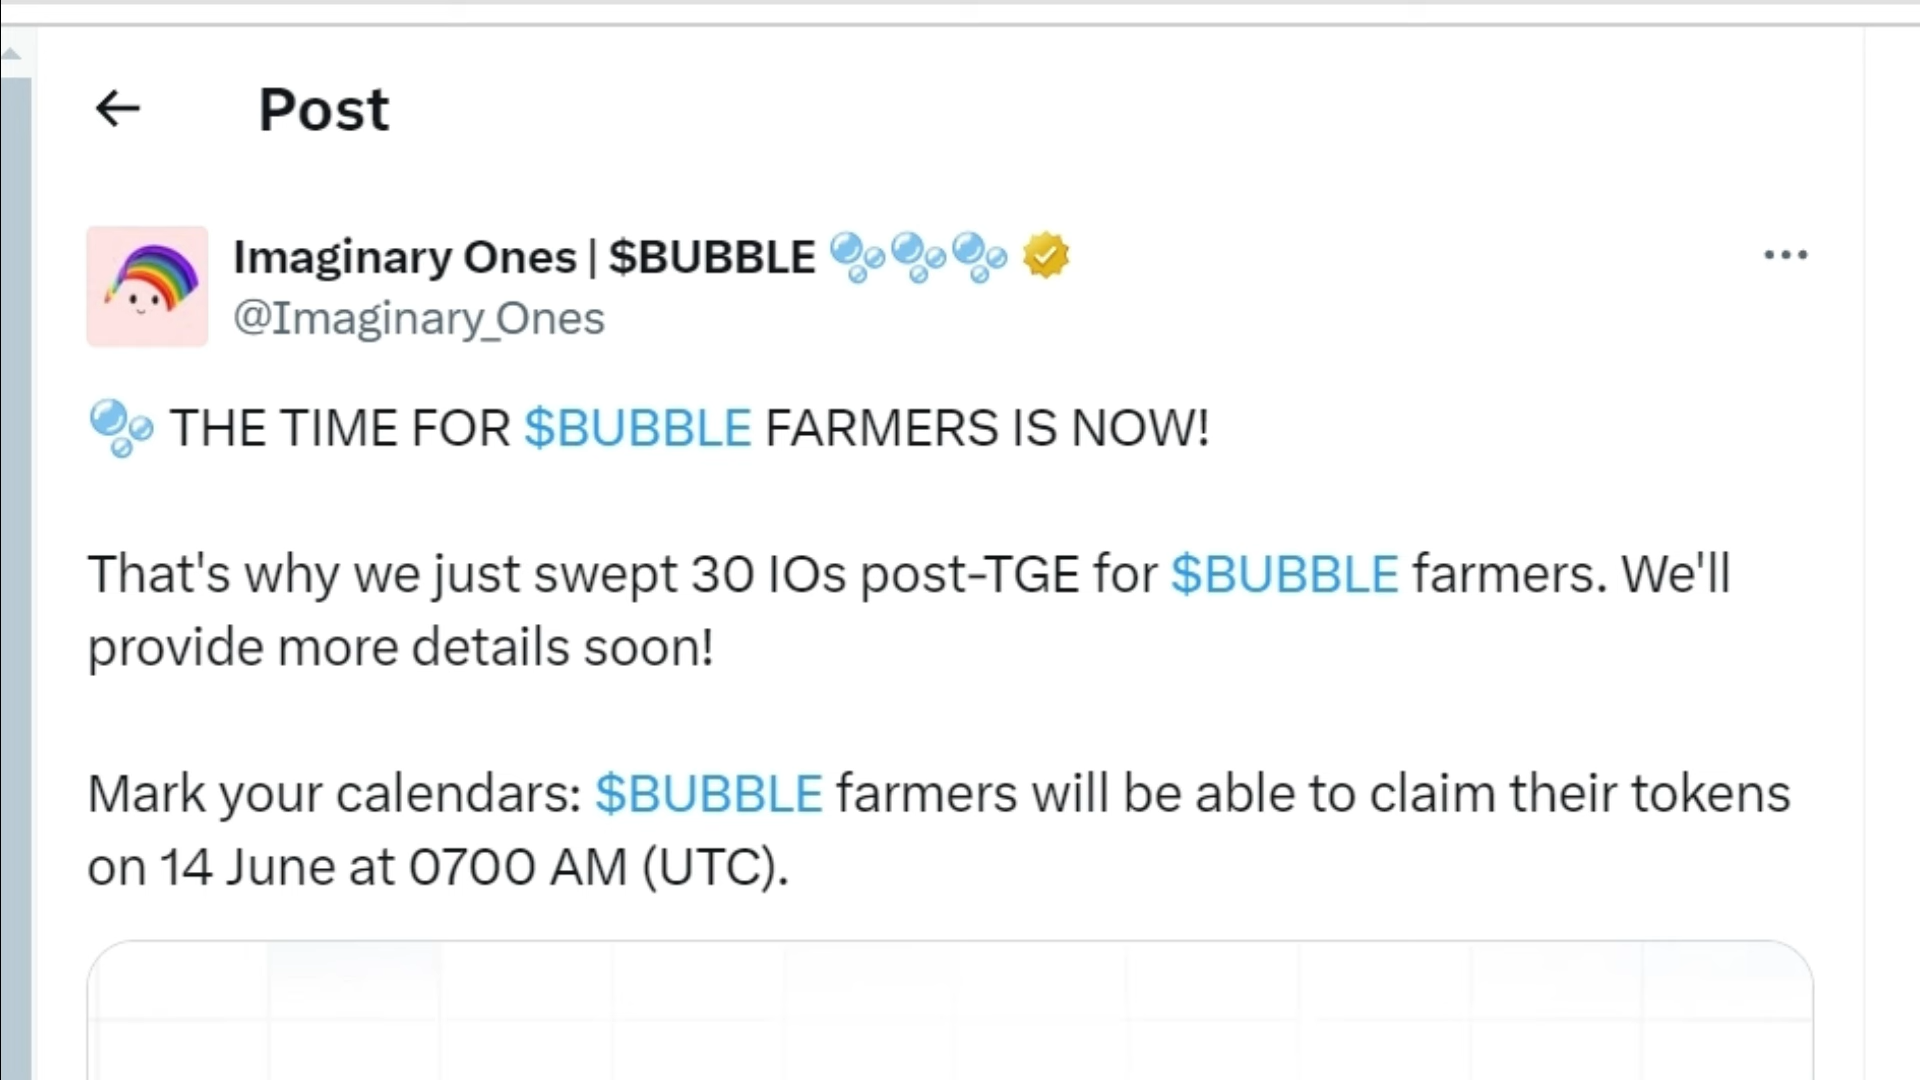 Post
Imaginary Ones | $BUBBLE 🫧🫧🫧
@Imaginary_Ones
🫧 THE TIME FOR $BUBBLE FARMERS IS NOW!
That's why we just swept 30 IOs post-TGE for $BUBBLE farmers. We'll
provide more details soon!
Mark your calendars: $BUBBLE farmers will be able to claim their tokens
on 14 June at 0700 AM (UTC).